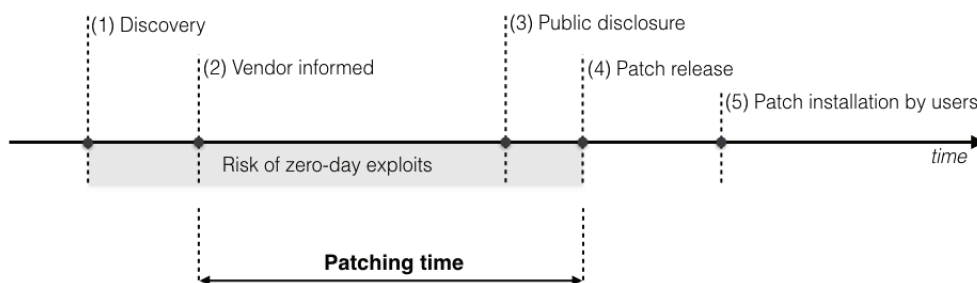 (1) Discovery
(2) Vendor informed
(3) Public disclosure
(4) Patch release
(5) Patch installation by users
Risk of zero-day exploits
time
Patching time